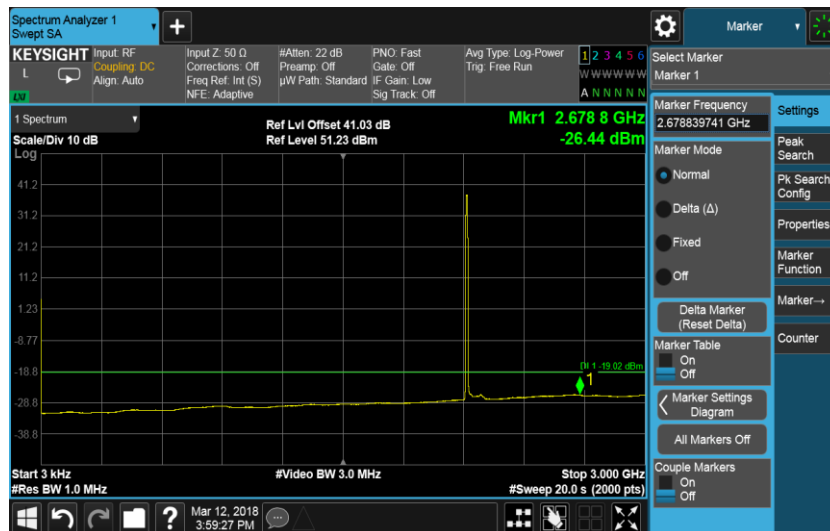 Spectrum Analyzer 1
Swept SA
+
Marker
KEYSIGHT
L
LXI
Input: RF
Coupling: DC
Align: Auto
Input Z: 50 Ω
Corrections: Off
Freq Ref: Int (S)
NFE: Adaptive
#Atten: 22 dB
Preamp: Off
µW Path: Standard
PNO: Fast
Gate: Off
IF Gain: Low
Sig Track: Off
Avg Type: Log-Power
Trig: Free Run
1 2 3 4 5 6
W W W W W W
A N N N N N
Select Marker
Marker 1
1 Spectrum
Scale/Div 10 dB
Log
Ref Lvl Offset 41.03 dB
Ref Level 51.23 dBm
Mkr1 2.678 8 GHz
-26.44 dBm
41.2
31.2
21.2
11.2
1.23
-8.77
-18.8
-28.8
-38.8
DL1 -19.02 dBm
1
Start 3 kHz
#Res BW 1.0 MHz
#Video BW 3.0 MHz
Stop 3.000 GHz
#Sweep 20.0 s (2000 pts)
Marker Frequency
2.678839741 GHz
Marker Mode
Normal
Delta (Δ)
Fixed
Off
Delta Marker
(Reset Delta)
Marker Table
On
Off
Marker Settings
Diagram
All Markers Off
Couple Markers
On
Off
Settings
Peak
Search
Pk Search
Config
Properties
Marker
Function
Marker→
Counter
?
Mar 12, 2018
3:59:27 PM